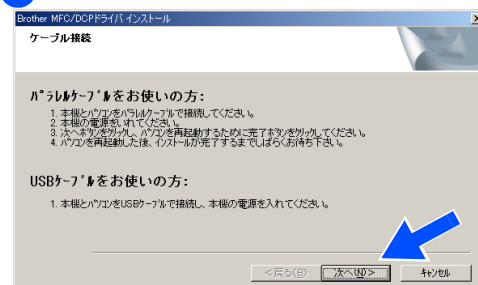 Brother MFC/DCPドライバ インストール
ケーブル接続
パラレルケーブルをお使いの方:
1. 本機とパソコンをパラレルケーブルで接続してください。
2. 本機の電源をいれてください。
3. 次へボタンをクリックし、パソコンを再起動するために完了ボタンをクリックしてください。
4. パソコンを再起動した後、インストールが完了するまでしばらくお待ち下さい。
USBケーブルをお使いの方:
1. 本機とパソコンをUSBケーブルで接続し、本機の電源を入れてください。
<戻る(B) 次へ(N)> キャンセル